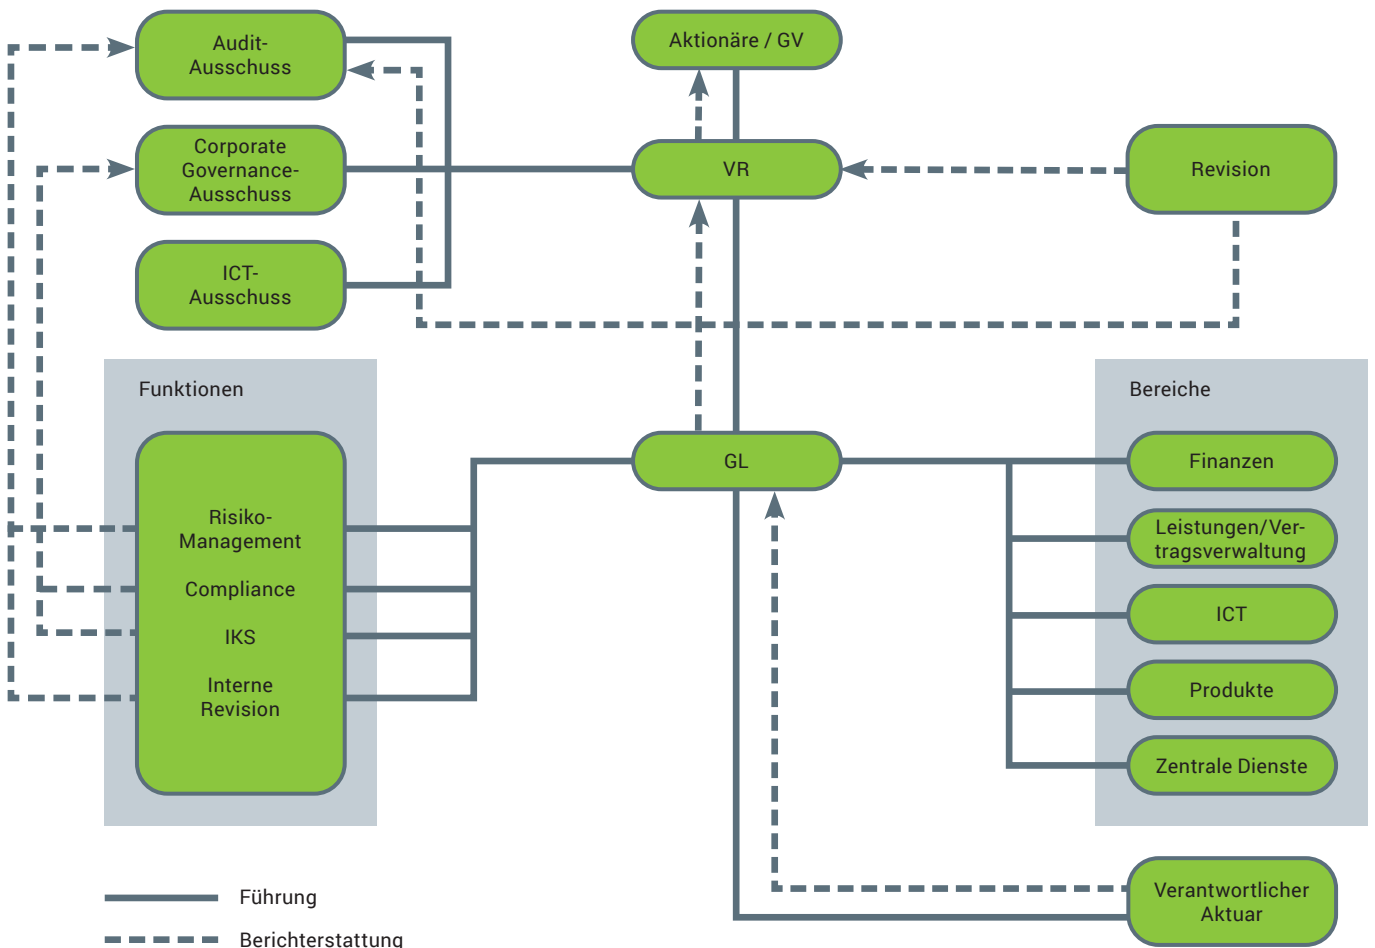 Audit-
Ausschuss
Aktionäre / GV
Corporate
Governance-
Ausschuss
VR
Revision
ICT-
Ausschuss
Funktionen
Bereiche
Risiko-
Management
Compliance
IKS
Interne
Revision
GL
Finanzen
Leistungen/Ver-
tragsverwaltung
ICT
Produkte
Zentrale Dienste
Verantwortlicher
Aktuar
Führung
Berichterstattung